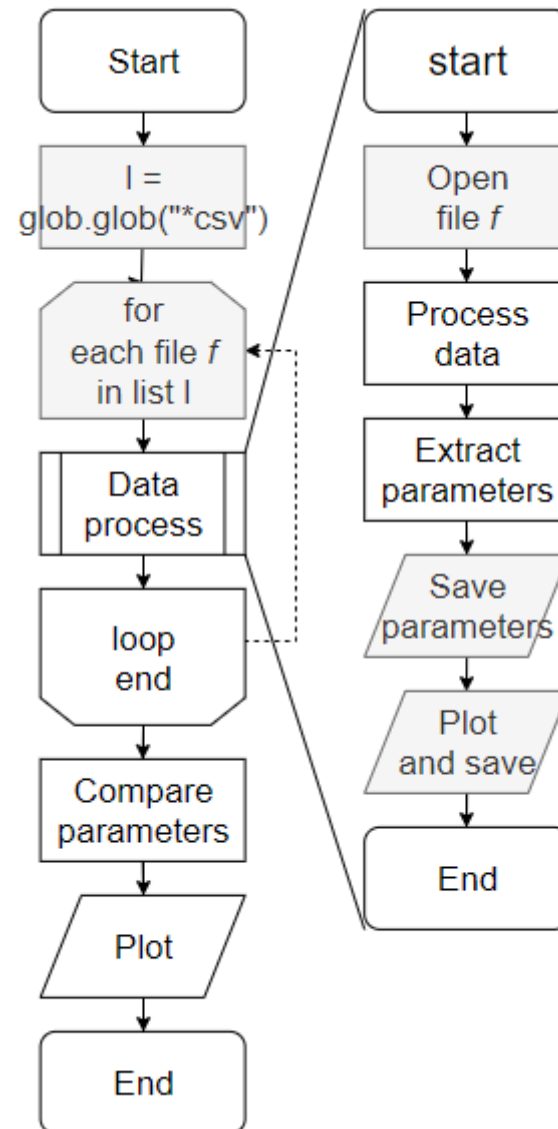 Start
l =
glob.glob("*csv")
for
each file f
in list l
Data
process
loop
end
Compare
parameters
Plot
End
start
Open
file f
Process
data
Extract
parameters
Save
parameters
Plot
and save
End